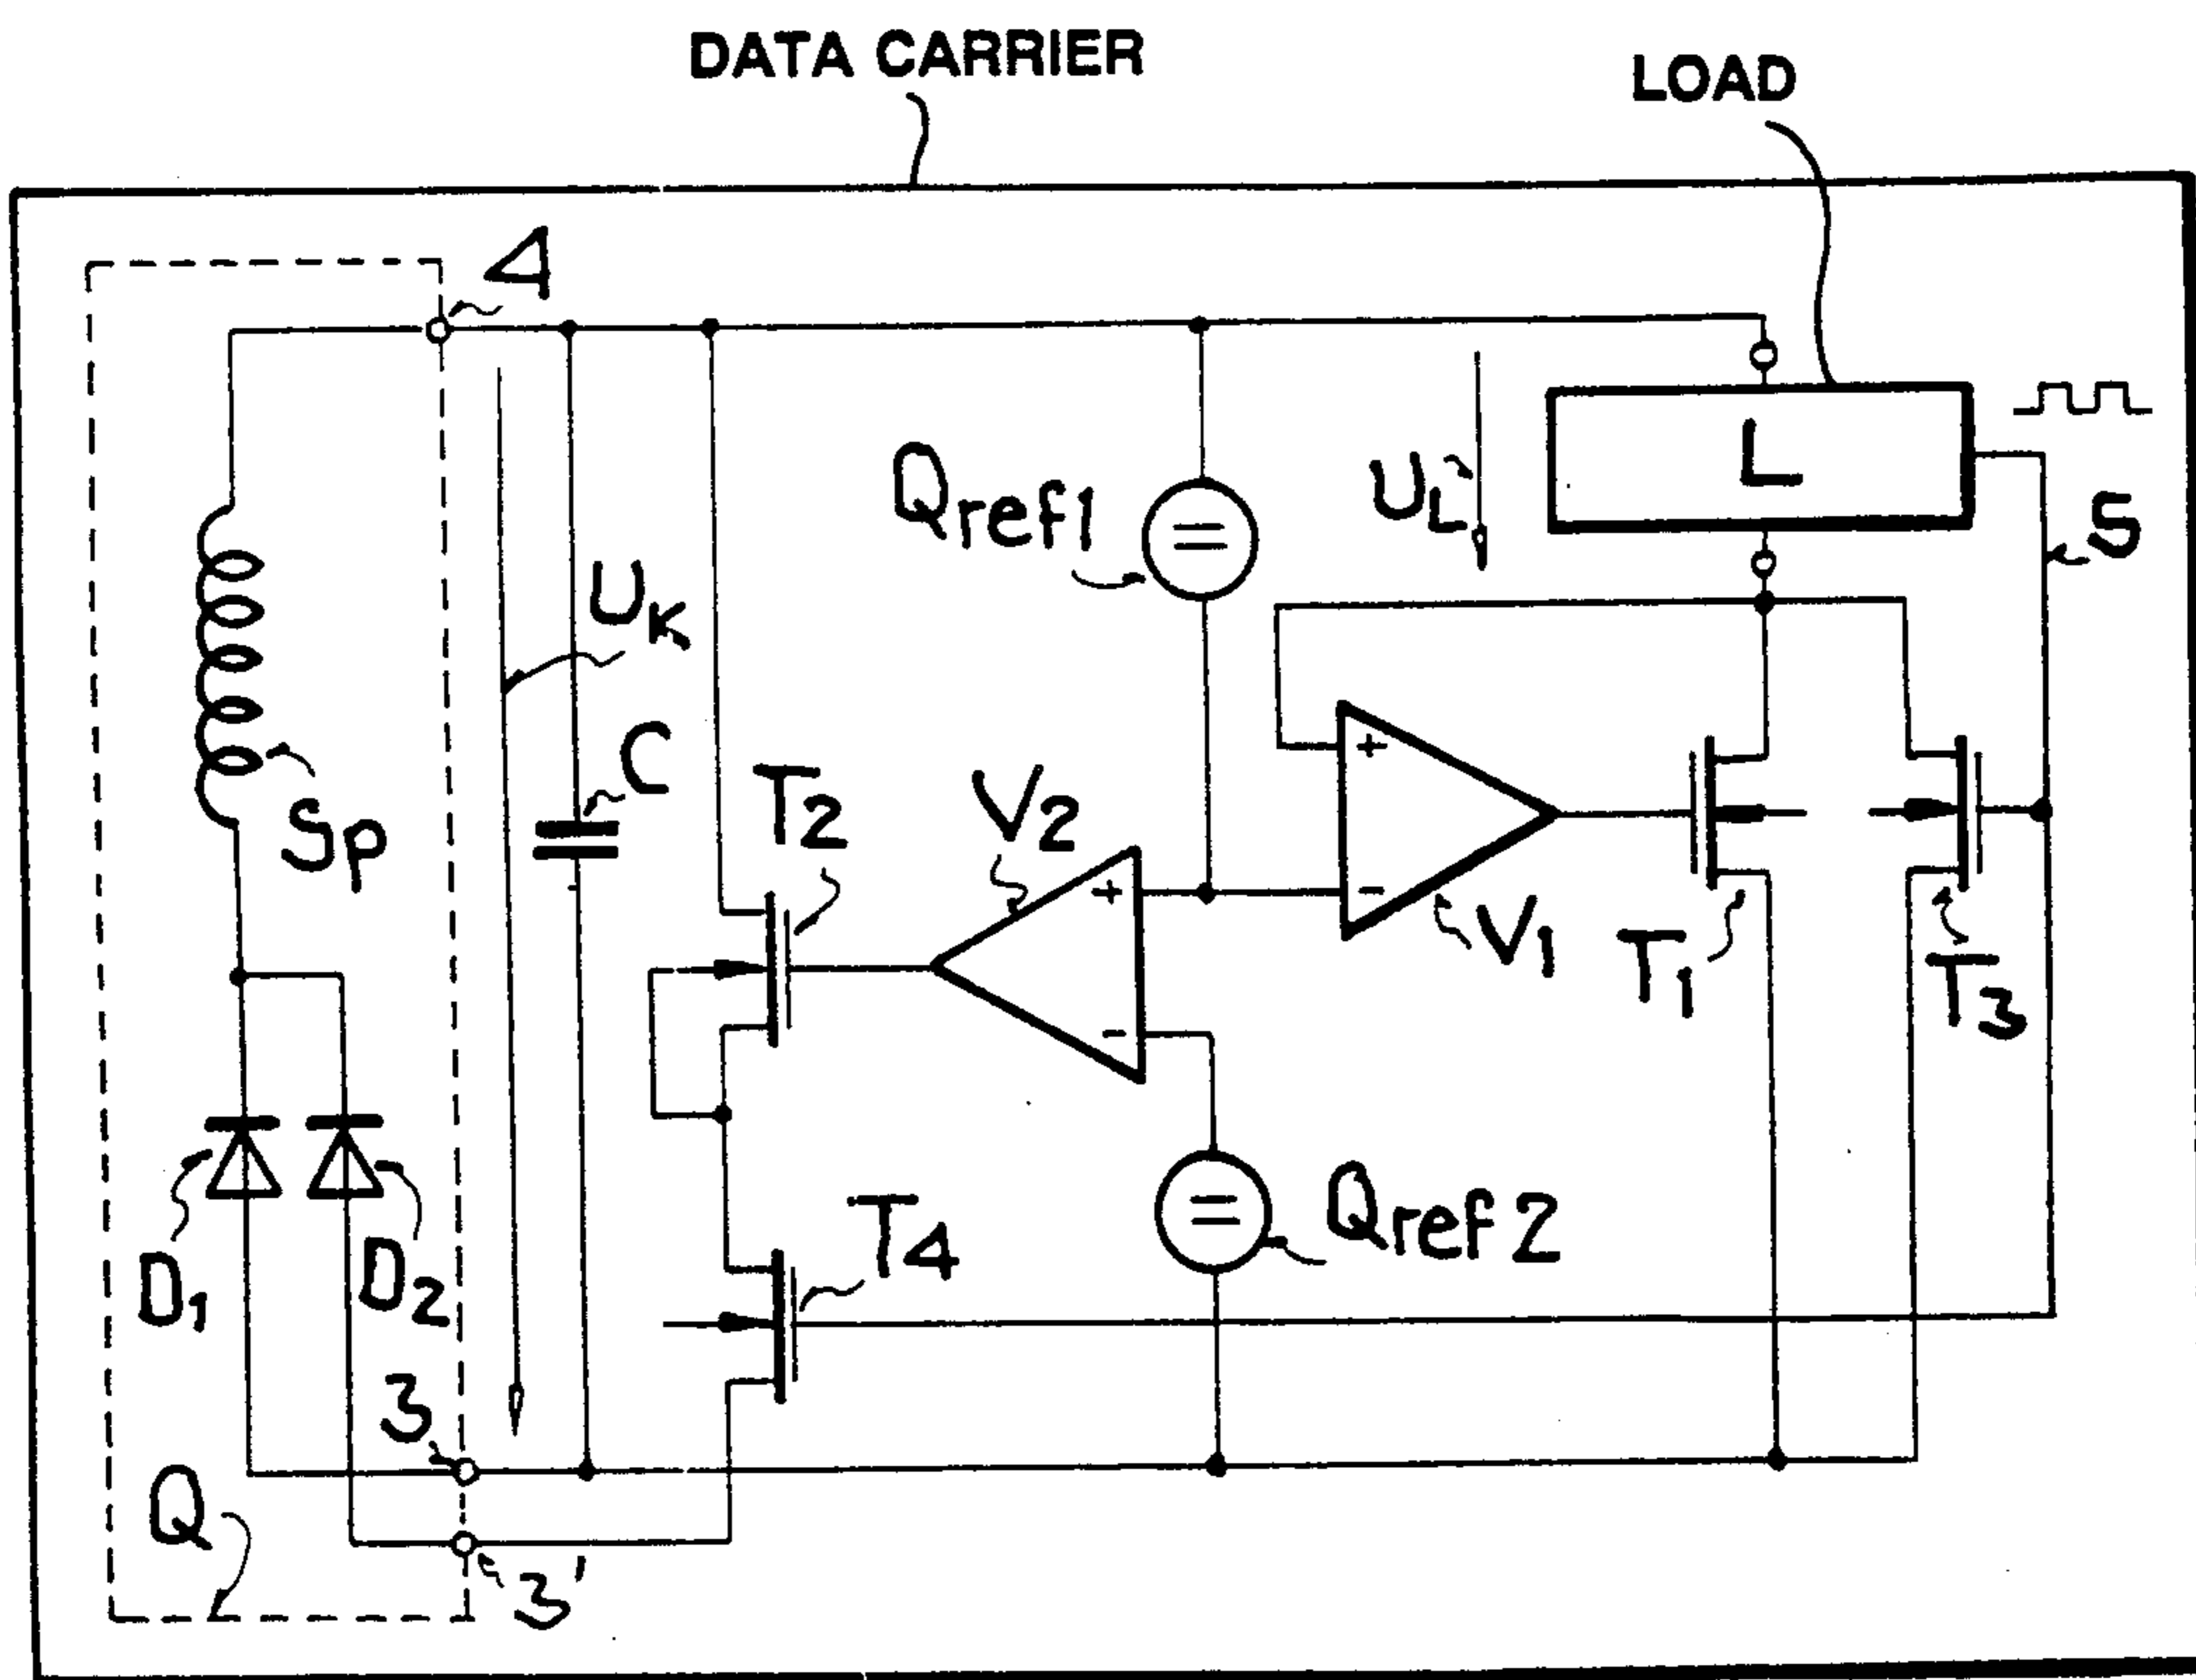 DATA CARRIER
LOAD
4
Qref1
UL
L
S
UK
C
Sp
T2
V2
+
-
+
-
V1
T1
T3
D1
D2
T4
Qref2
3
Q
3'